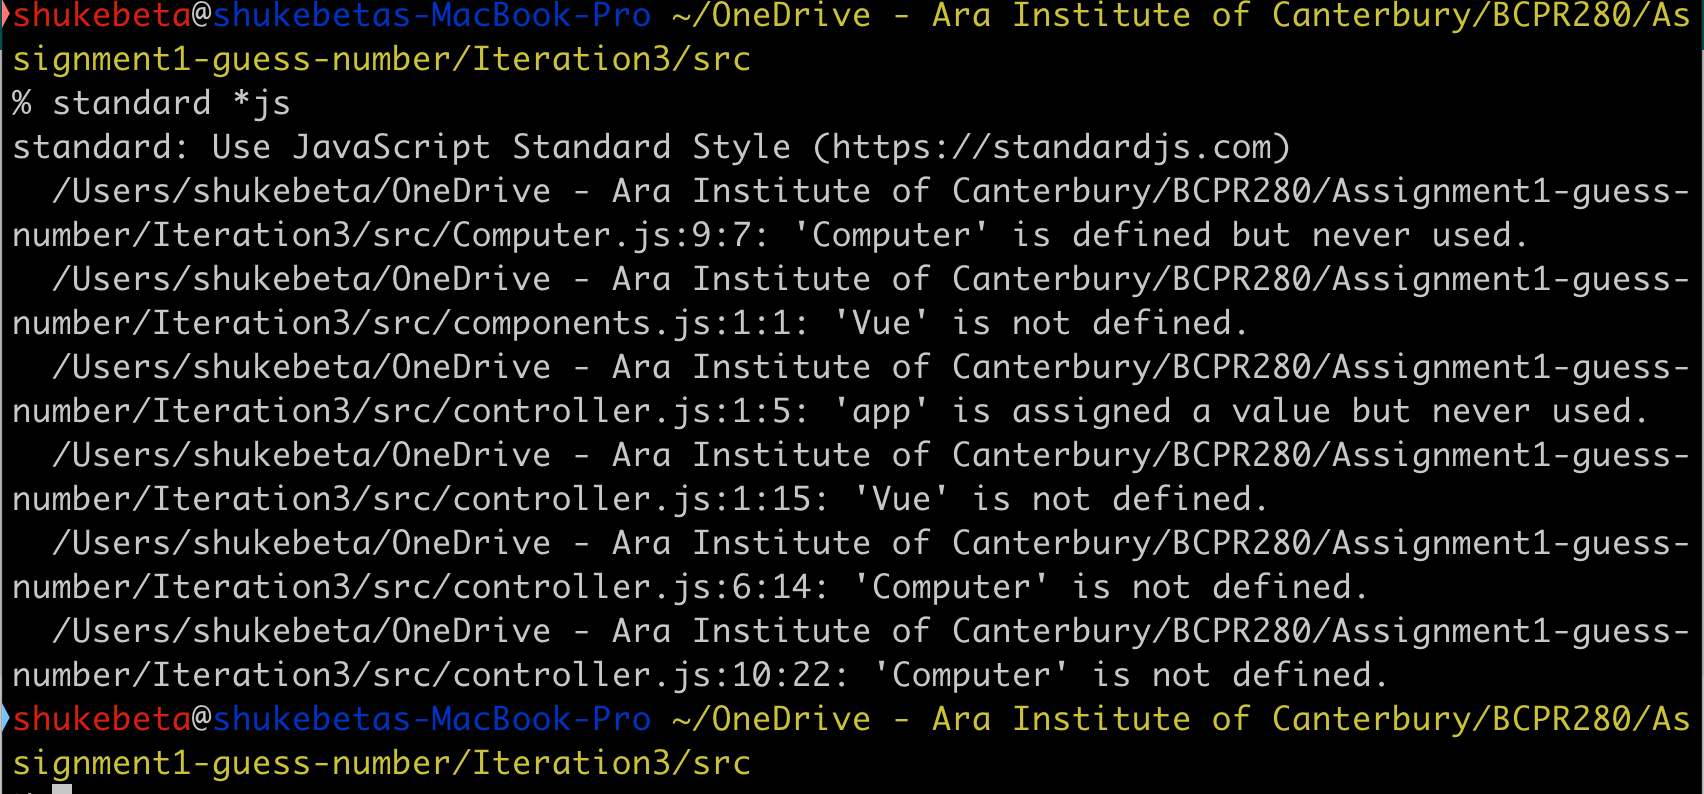 shukebeta@shukebetas-MacBook-Pro ~/OneDrive - Ara Institute of Canterbury/BCPR280/As
signment1-guess-number/Iteration3/src
% standard *js
standard: Use JavaScript Standard Style (https://standardjs.com)
  /Users/shukebeta/OneDrive - Ara Institute of Canterbury/BCPR280/Assignment1-guess-
number/Iteration3/src/Computer.js:9:7: 'Computer' is defined but never used.
  /Users/shukebeta/OneDrive - Ara Institute of Canterbury/BCPR280/Assignment1-guess-
number/Iteration3/src/components.js:1:1: 'Vue' is not defined.
  /Users/shukebeta/OneDrive - Ara Institute of Canterbury/BCPR280/Assignment1-guess-
number/Iteration3/src/controller.js:1:5: 'app' is assigned a value but never used.
  /Users/shukebeta/OneDrive - Ara Institute of Canterbury/BCPR280/Assignment1-guess-
number/Iteration3/src/controller.js:1:15: 'Vue' is not defined.
  /Users/shukebeta/OneDrive - Ara Institute of Canterbury/BCPR280/Assignment1-guess-
number/Iteration3/src/controller.js:6:14: 'Computer' is not defined.
  /Users/shukebeta/OneDrive - Ara Institute of Canterbury/BCPR280/Assignment1-guess-
number/Iteration3/src/controller.js:10:22: 'Computer' is not defined.
shukebeta@shukebetas-MacBook-Pro ~/OneDrive - Ara Institute of Canterbury/BCPR280/As
signment1-guess-number/Iteration3/src